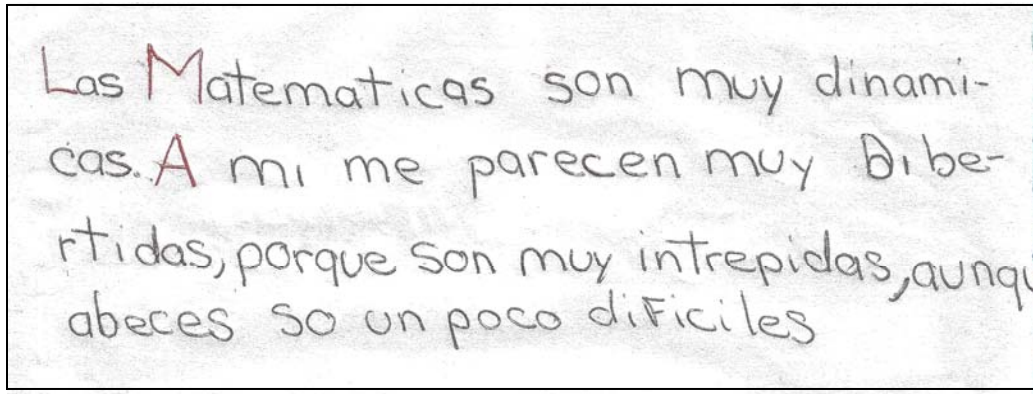 Las Matematicas son muy dinami-
cas. A mi me parecen muy Dibe-
rtidas, porque son muy intrepidas, aunqu
abeces so un poco dificiles